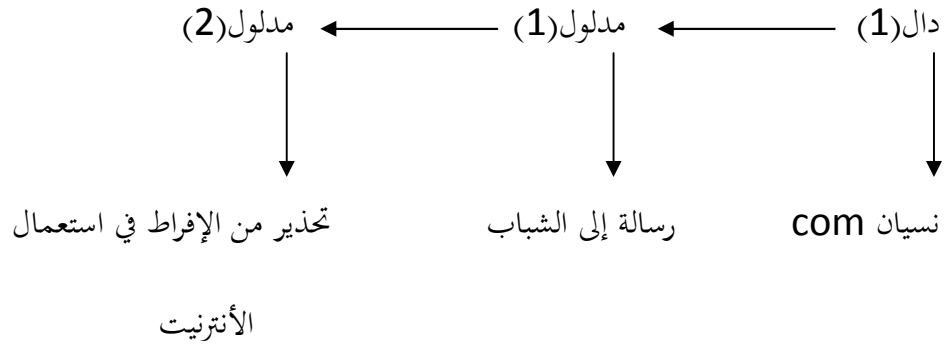 دال(1) مدلول(1) مدلول(2)
نسيان com رسالة إلى الشباب تحذير من الإفراط في استعمال
الأنترنيت